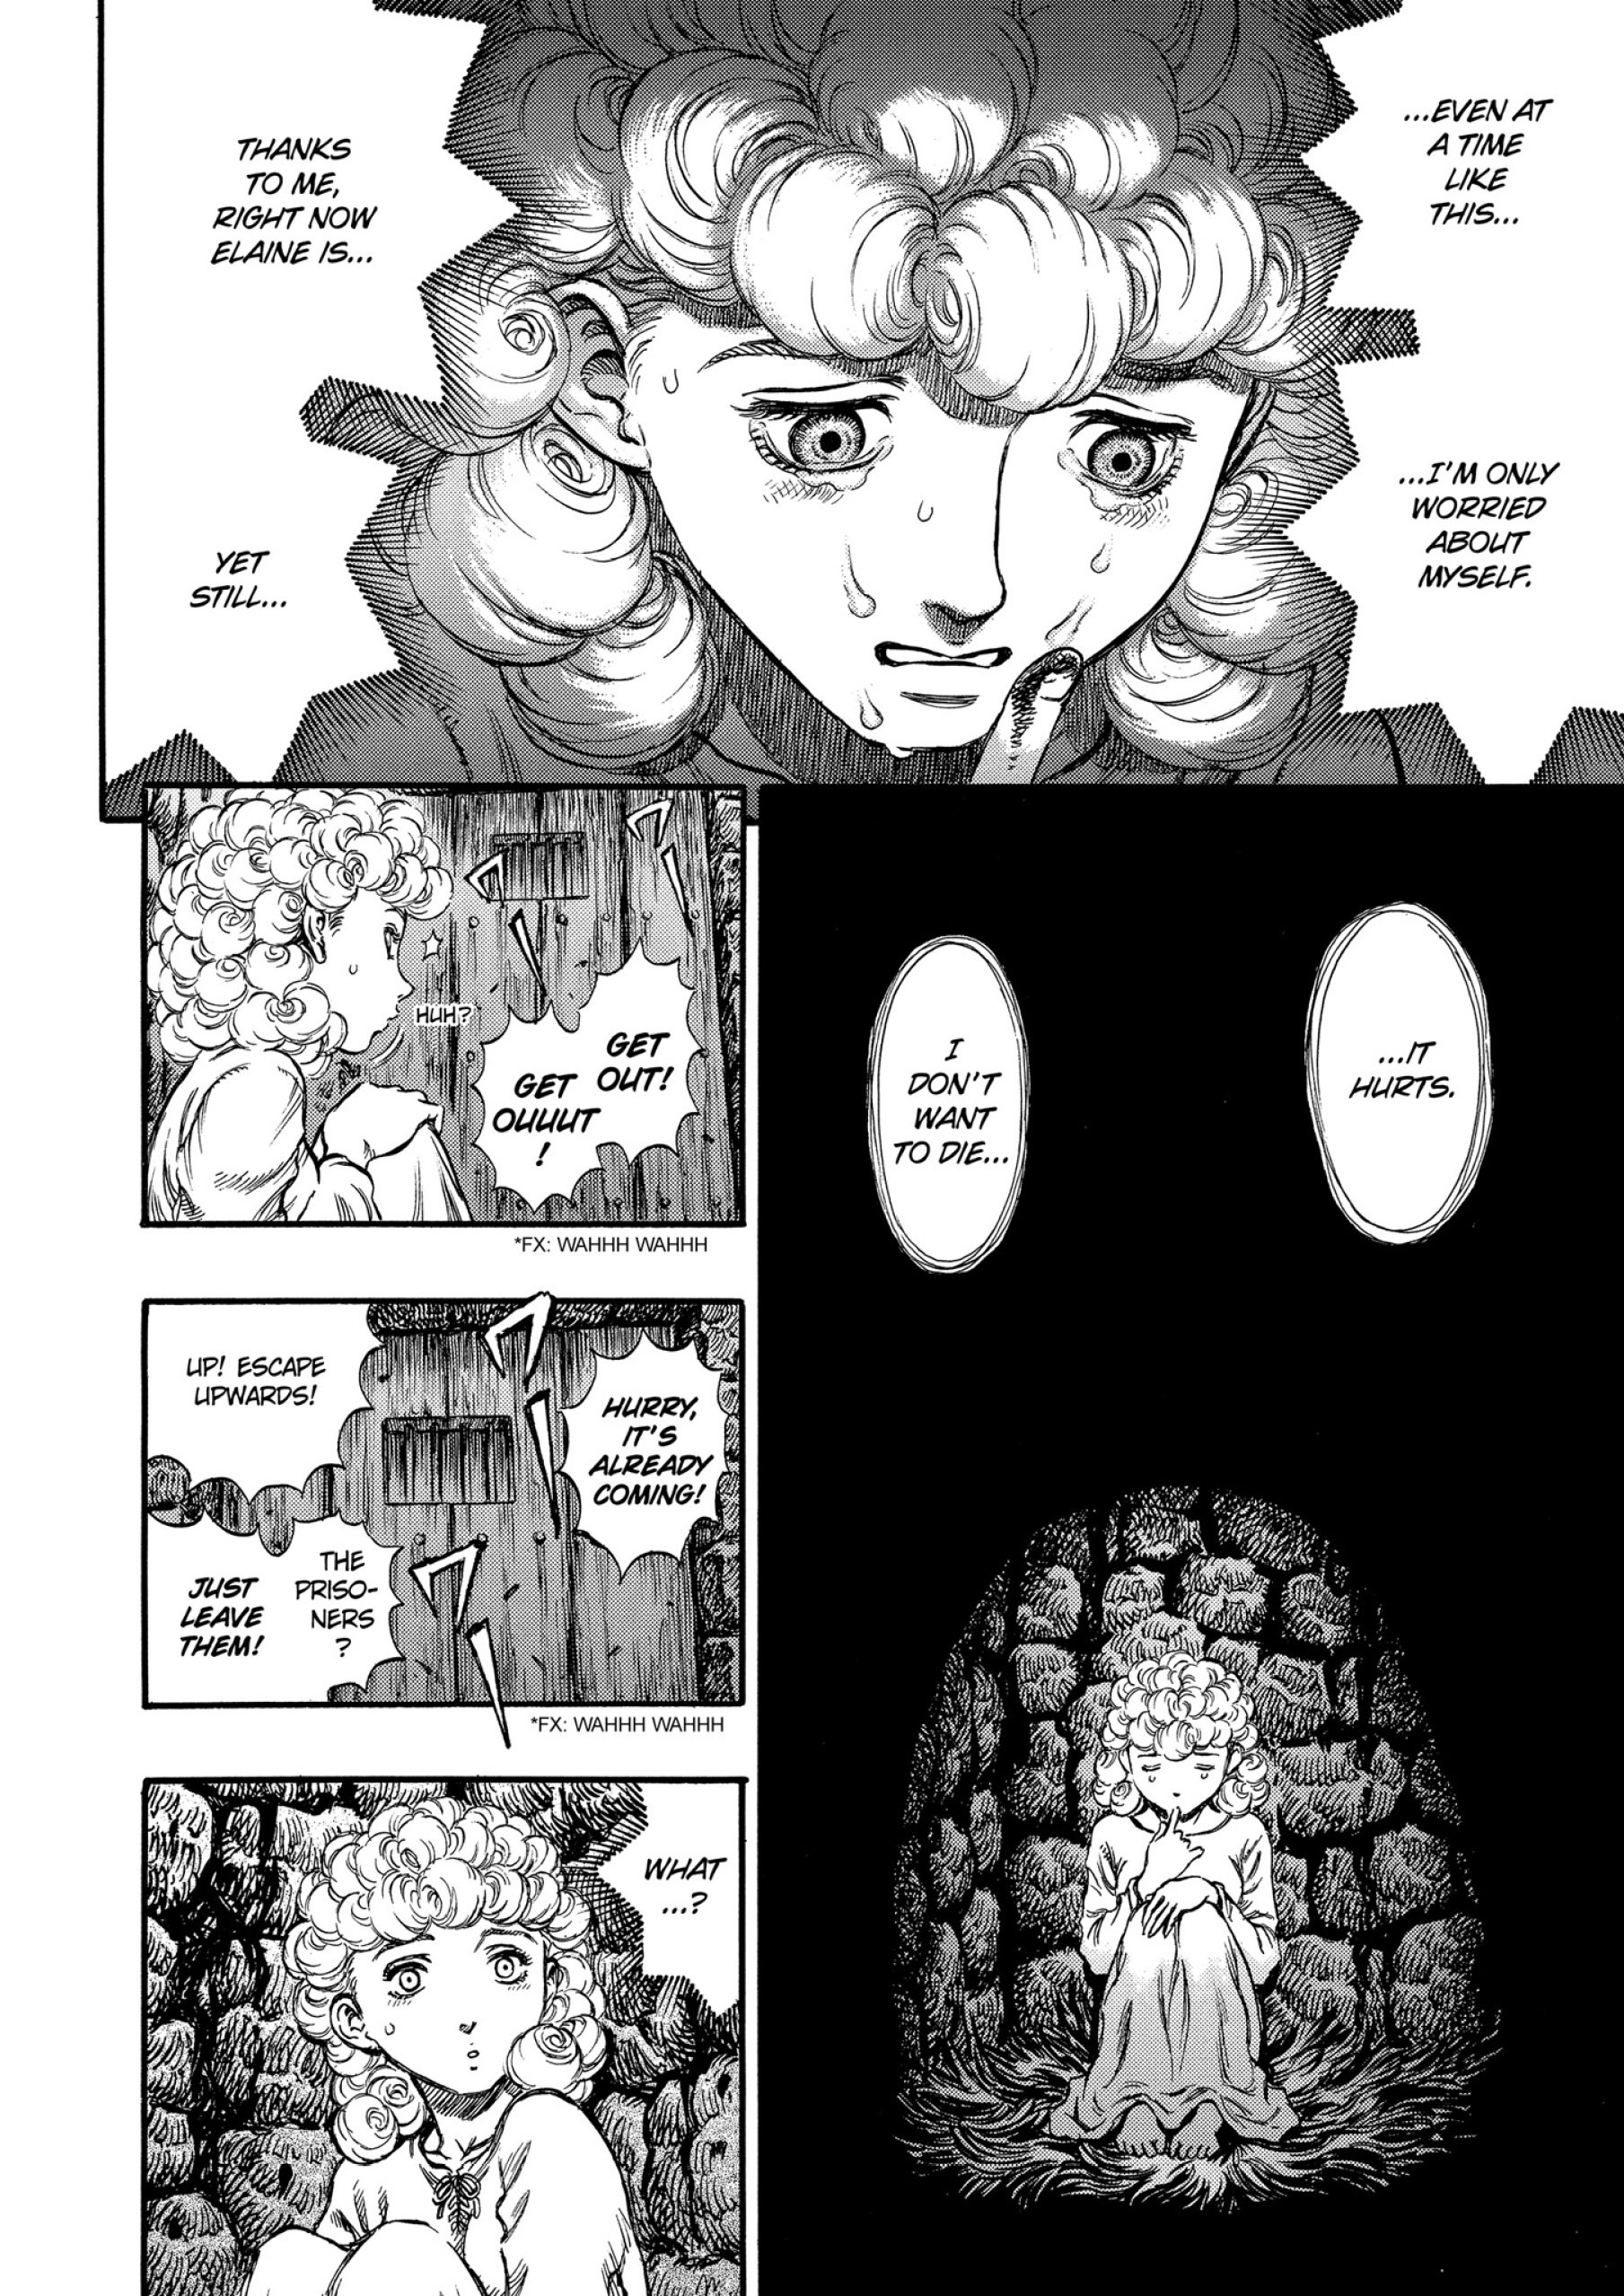 ...EVEN AT
A TIME
LIKE
THIS...
...I'M ONLY
WORRIED
ABOUT
MYSELF.
THANKS
TO ME,
RIGHT NOW
ELAINE IS...
YET
STILL...
...IT
HURTS.
I
DON'T
WANT
TO DIE...
GET
OUT!
GET
OUUUT
!
HUH?
*FX: WAHHH WAHHH
HURRY,
IT'S
ALREADY
COMING!
UP! ESCAPE
UPWARDS!
THE
PRISO-
NERS
?
JUST
LEAVE
THEM!
*FX: WAHHH WAHHH
WHAT
...?